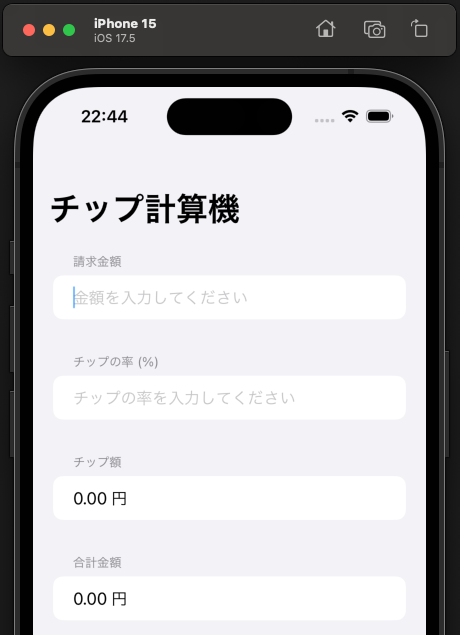 iPhone 15
iOS 17.5
22:44
チップ計算機
請求金額
金額を入力してください
チップの率 (%)
チップの率を入力してください
チップ額
0.00 円
合計金額
0.00 円